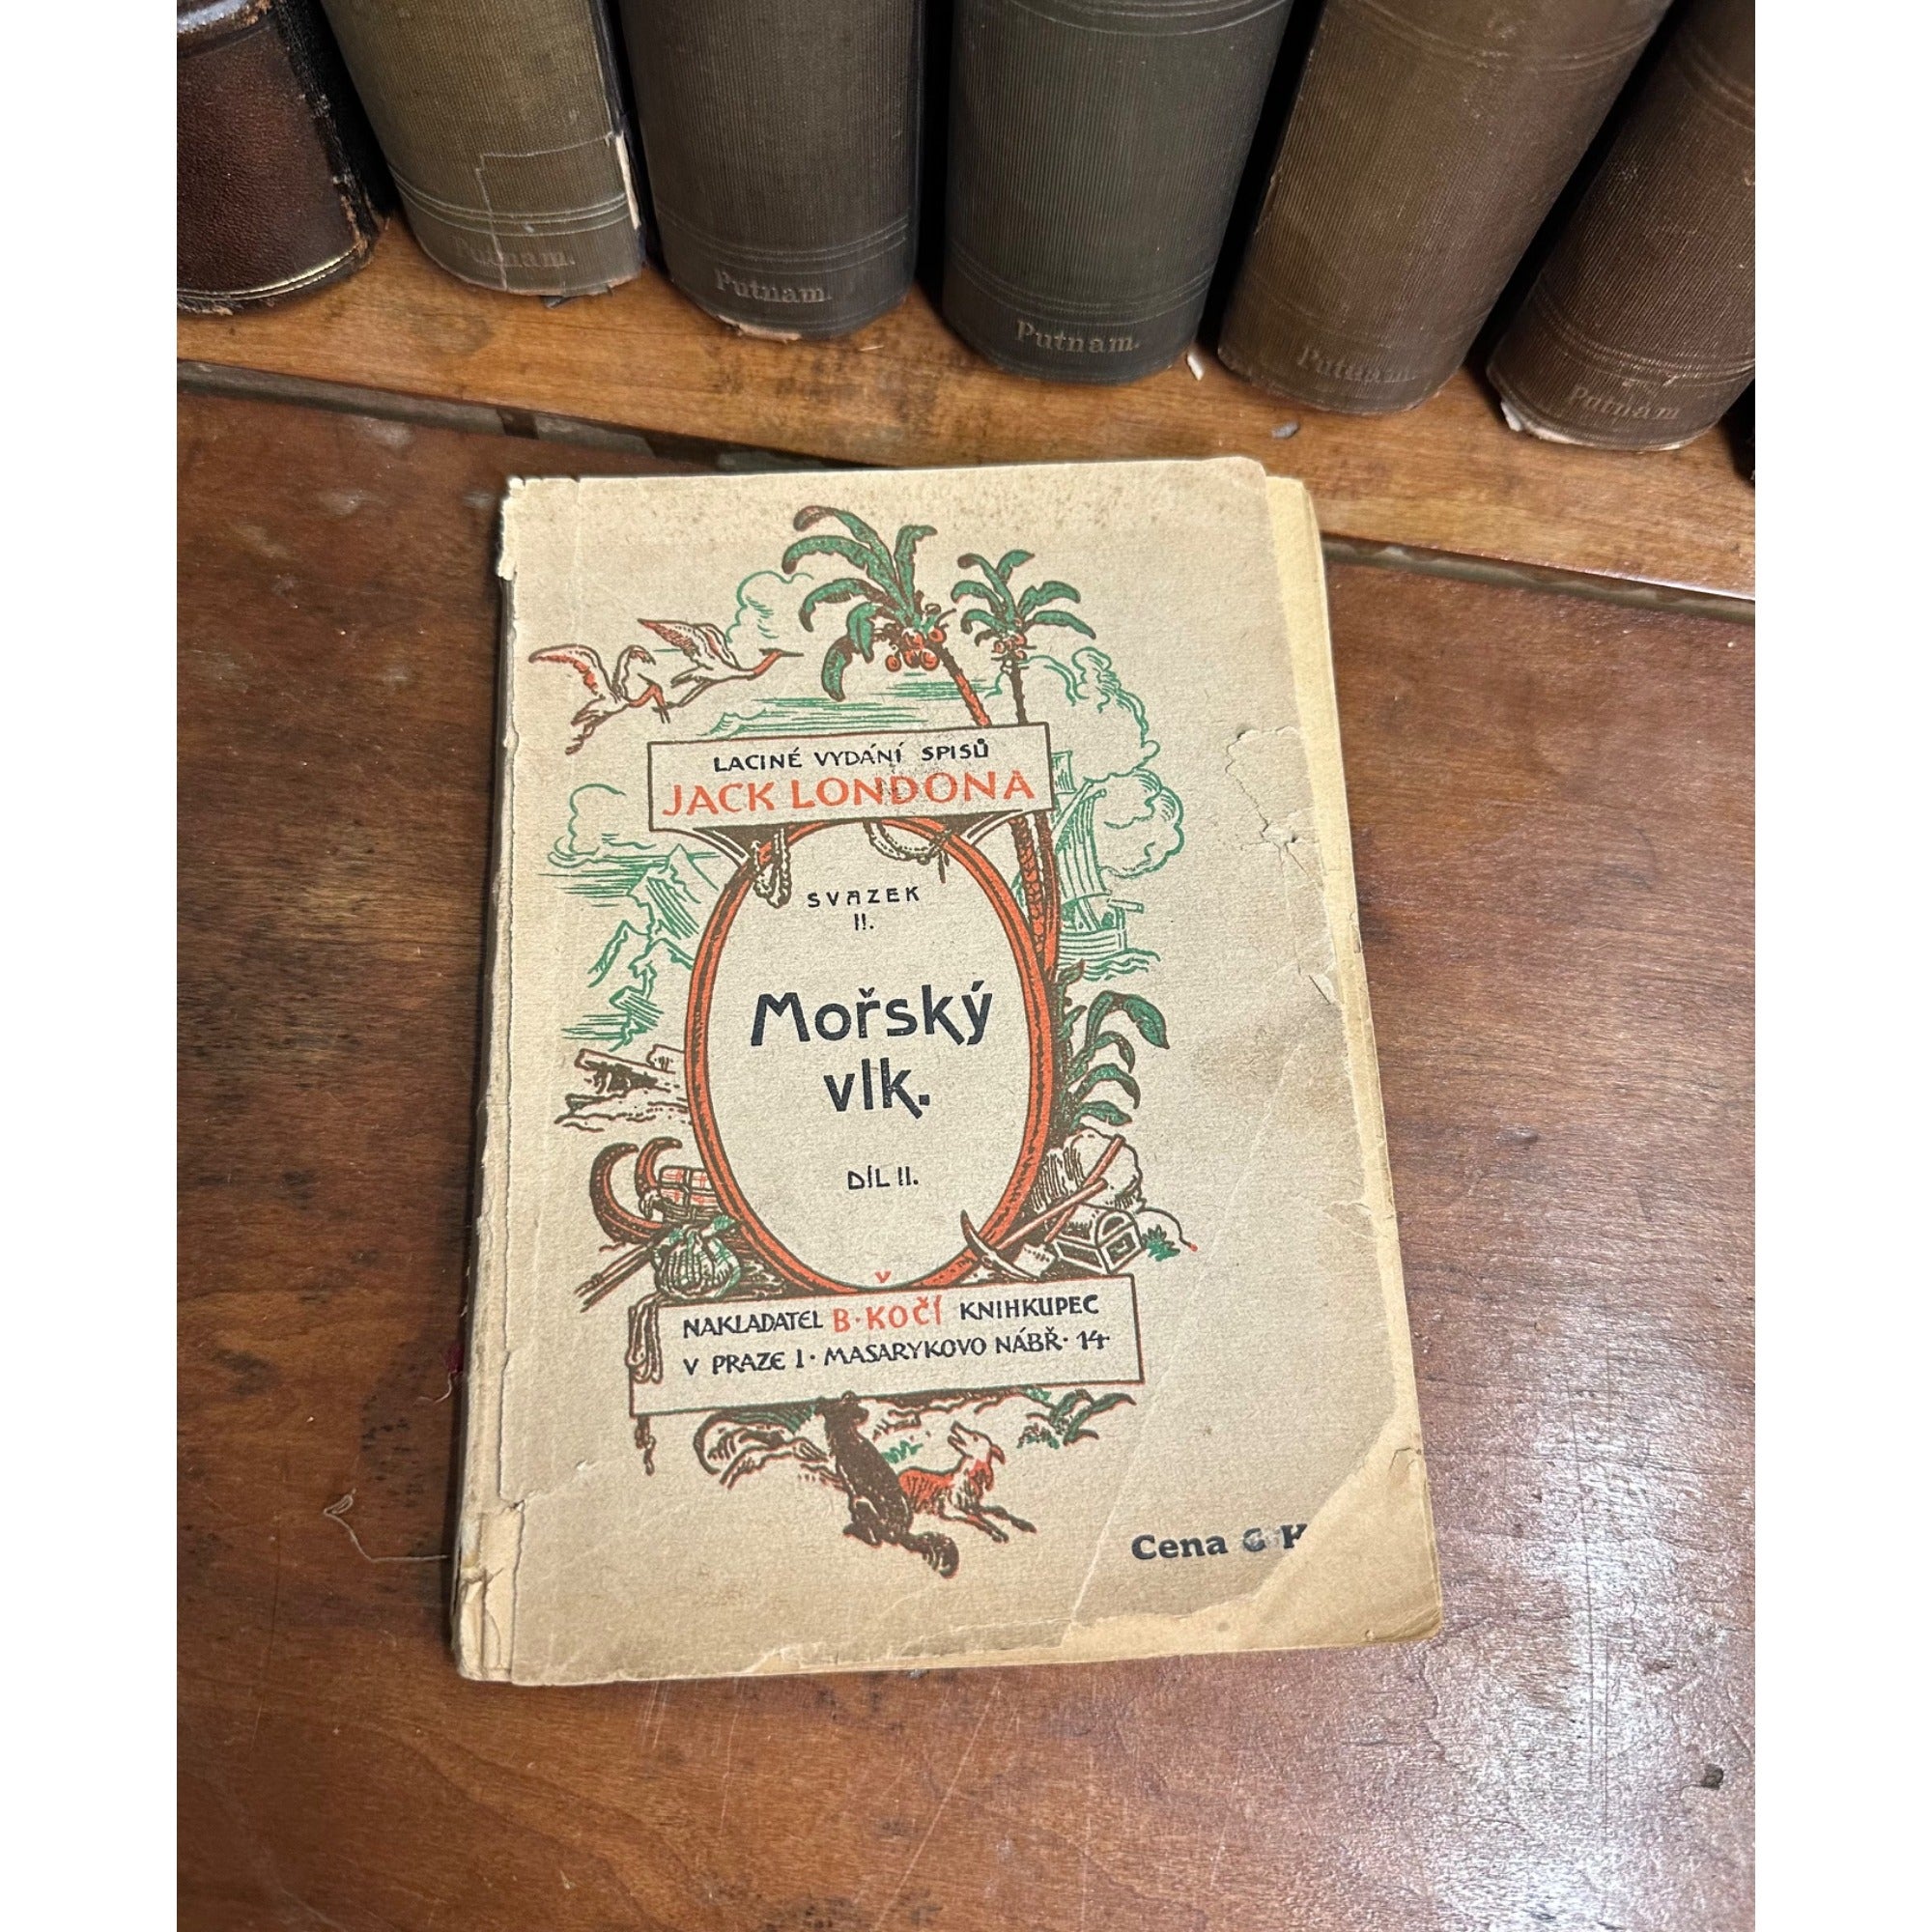 Putnam.
Putnam.
Putnam.
Putnam.
Putnam
LACINÉ VYDÁNÍ SPISŮ
JACK LONDONA
SVAZEK
II.
Mořský
vlk.
DÍL II.
NAKLADATEL B·KOČÍ KNIHKUPEC
V PRAZE I· MASARYKOVO NÁBŘ· 14
Cena